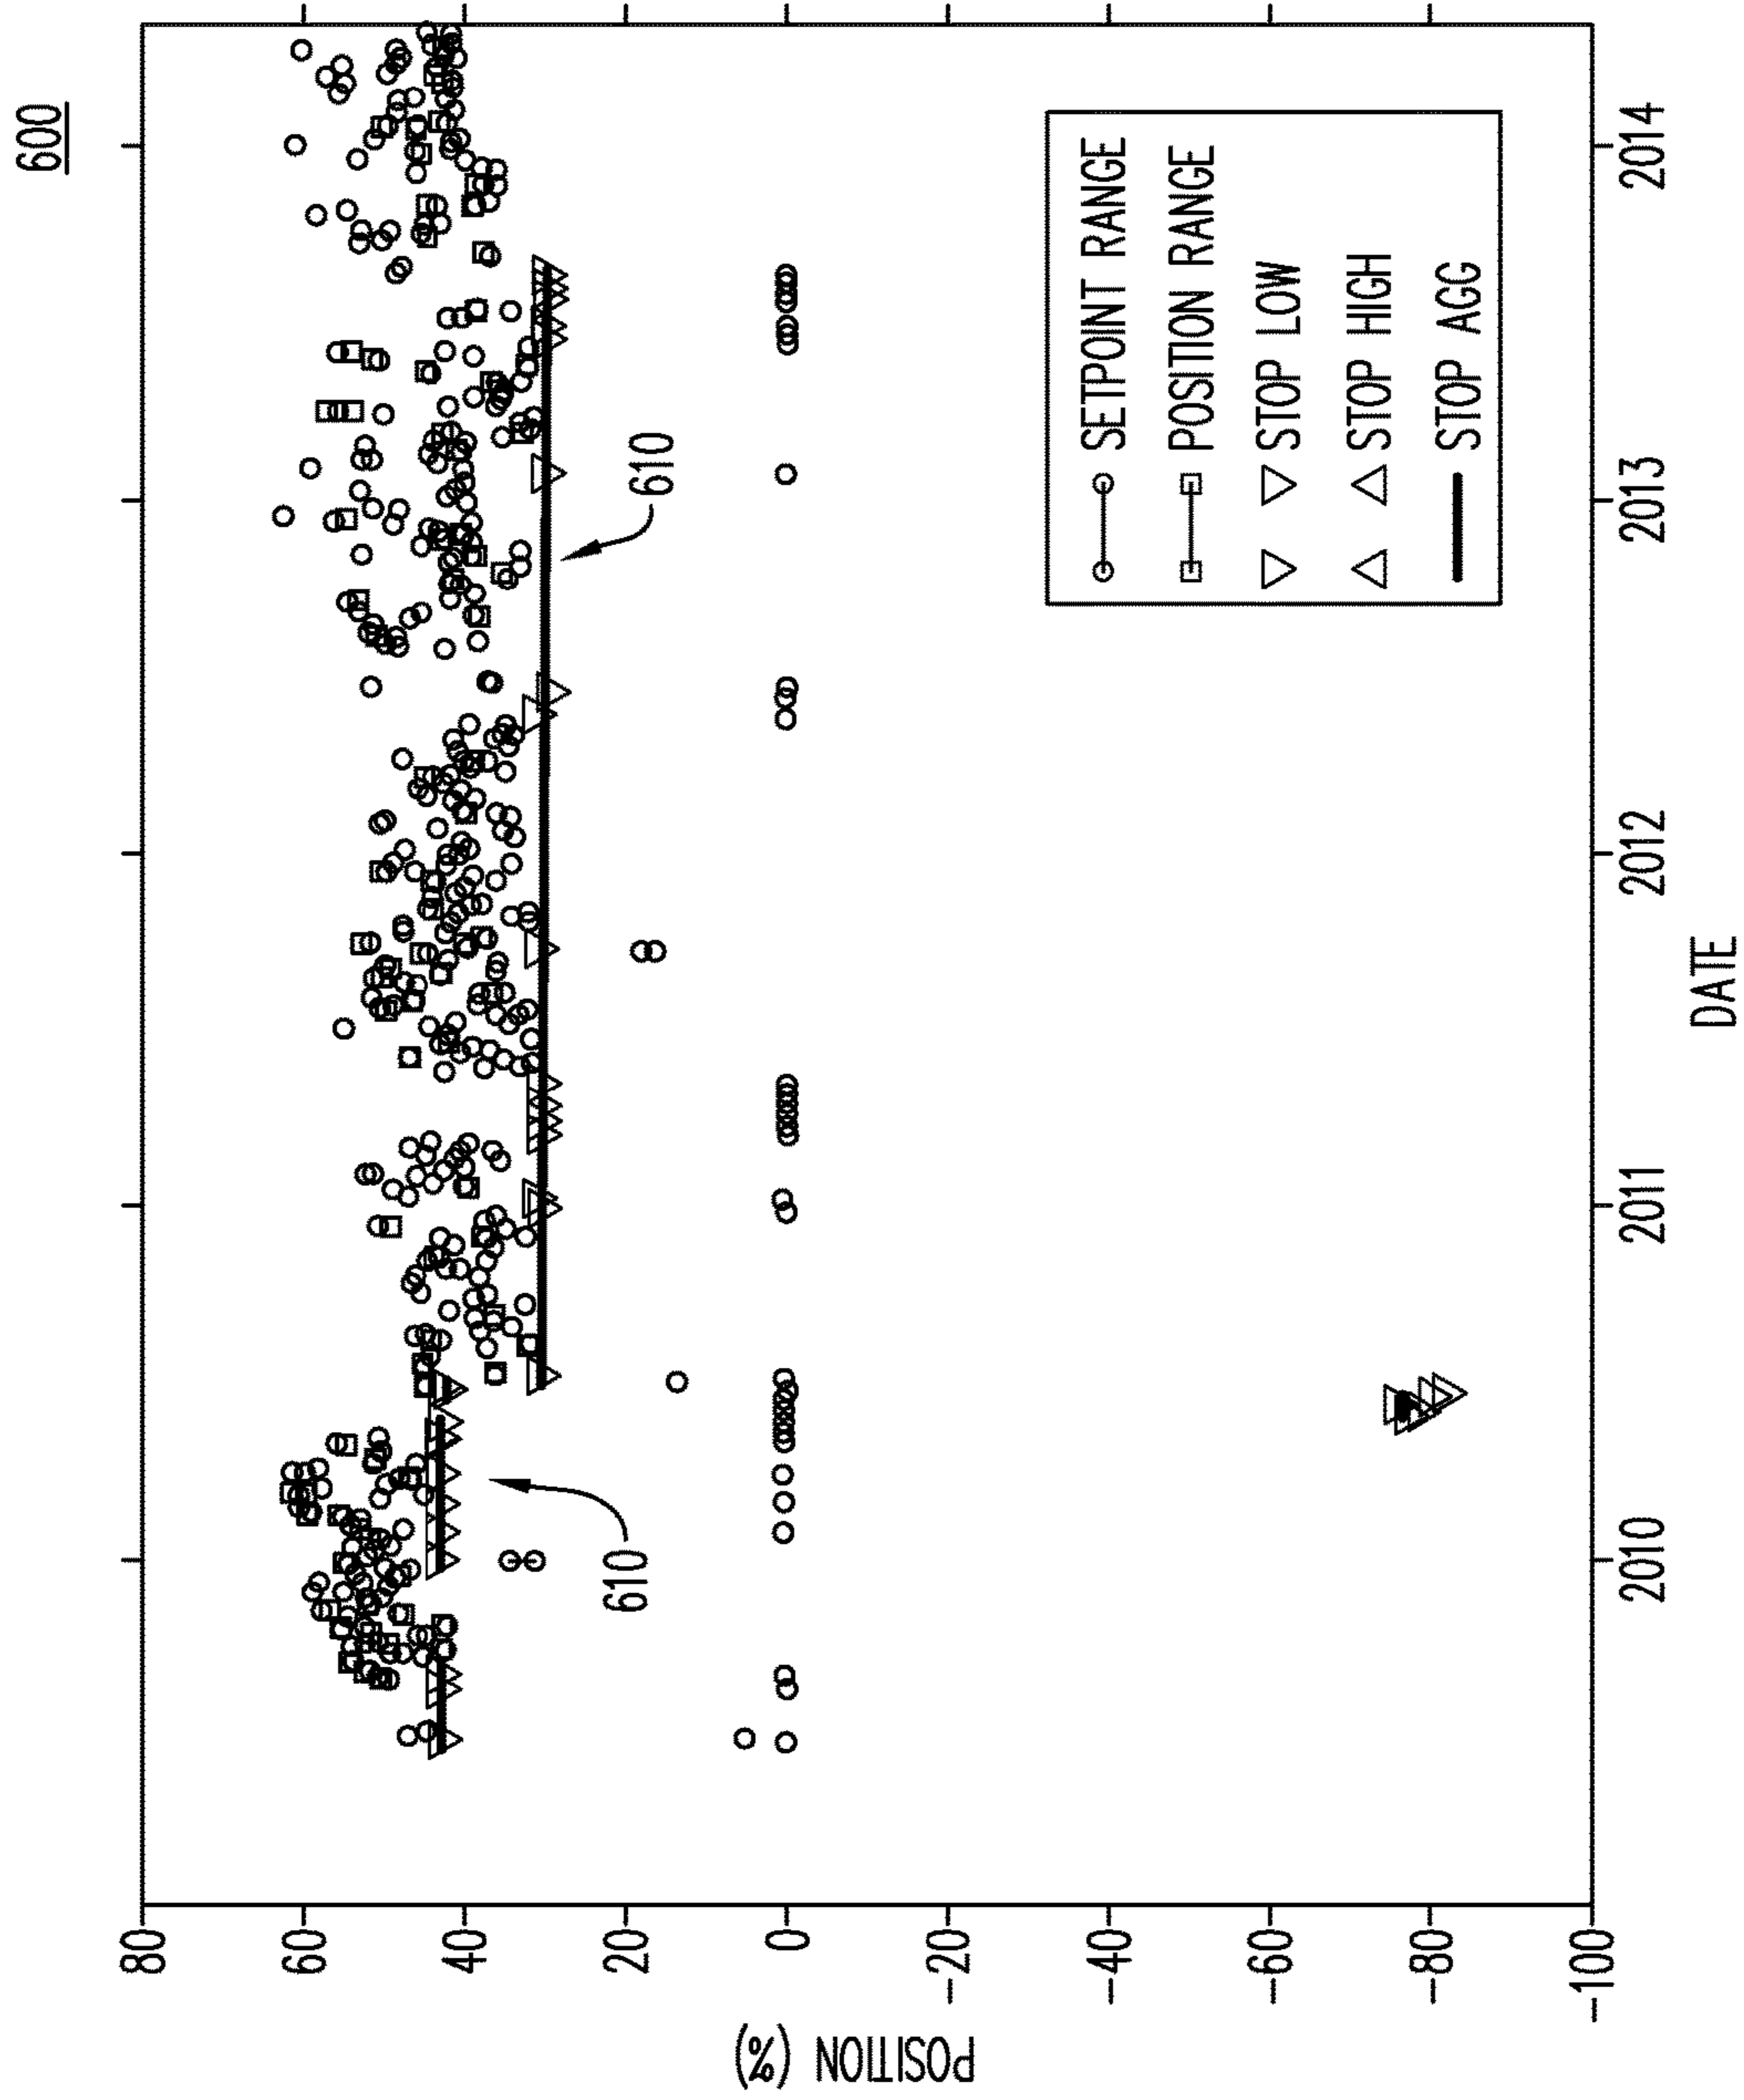 600
80
60
40
20
0
-20
-40
-60
-80
-100
POSITION (%)
610
610
SETPOINT RANGE
POSITION RANGE
STOP LOW
STOP HIGH
STOP AGG
2010
2011
2012
2013
2014
DATE